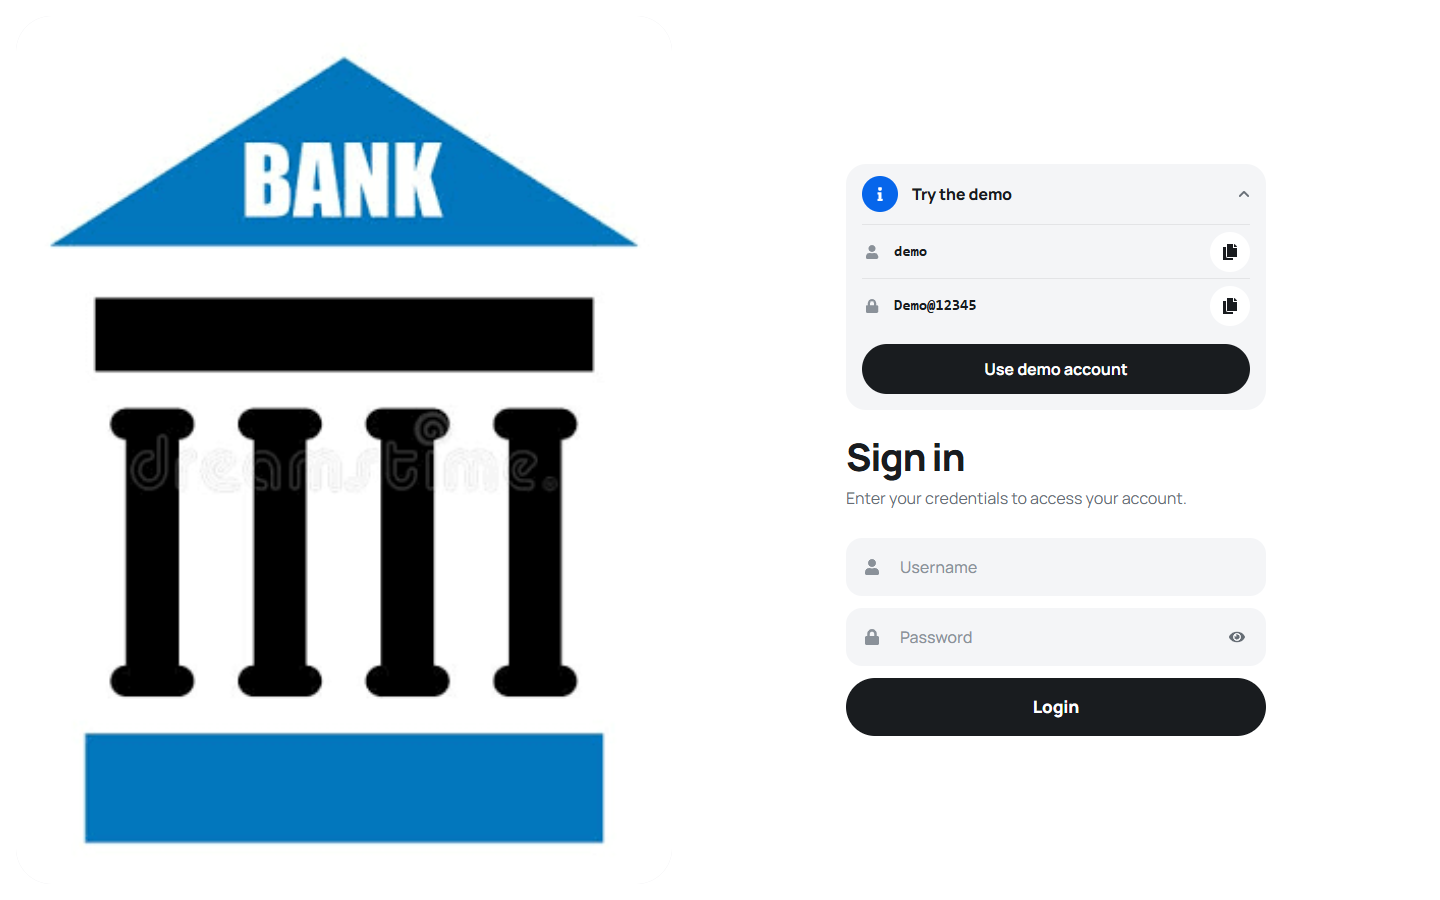 BANK
dreamstime.
Try the demo
demo
Demo@12345
Use demo account
Sign in
Enter your credentials to access your account.
Username
Password
Login